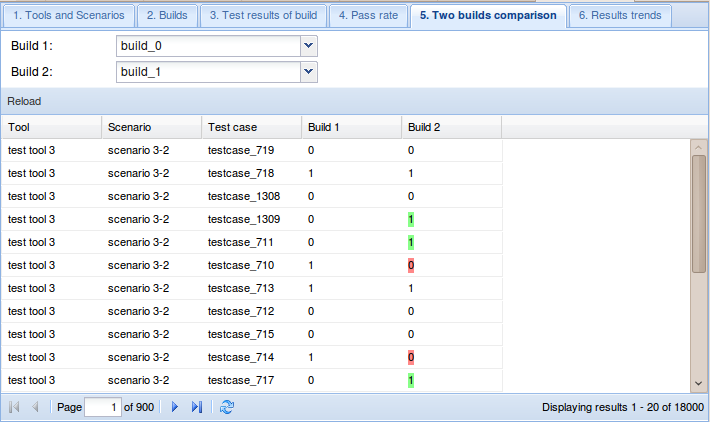 1. Tools and Scenarios 2. Builds 3. Test results of build 4. Pass rate 5. Two builds comparison 6. Results trends
Build 1: build_0
Build 2: build_1
Reload
Tool Scenario Test case Build 1 Build 2
test tool 3 scenario 3-2 testcase_719 0 0
test tool 3 scenario 3-2 testcase_718 1 1
test tool 3 scenario 3-2 testcase_1308 0 0
test tool 3 scenario 3-2 testcase_1309 0 1
test tool 3 scenario 3-2 testcase_711 0 1
test tool 3 scenario 3-2 testcase_710 1 0
test tool 3 scenario 3-2 testcase_713 1 1
test tool 3 scenario 3-2 testcase_712 0 0
test tool 3 scenario 3-2 testcase_715 0 0
test tool 3 scenario 3-2 testcase_714 1 0
test tool 3 scenario 3-2 testcase_717 0 1
Page 1 of 900 Displaying results 1 - 20 of 18000